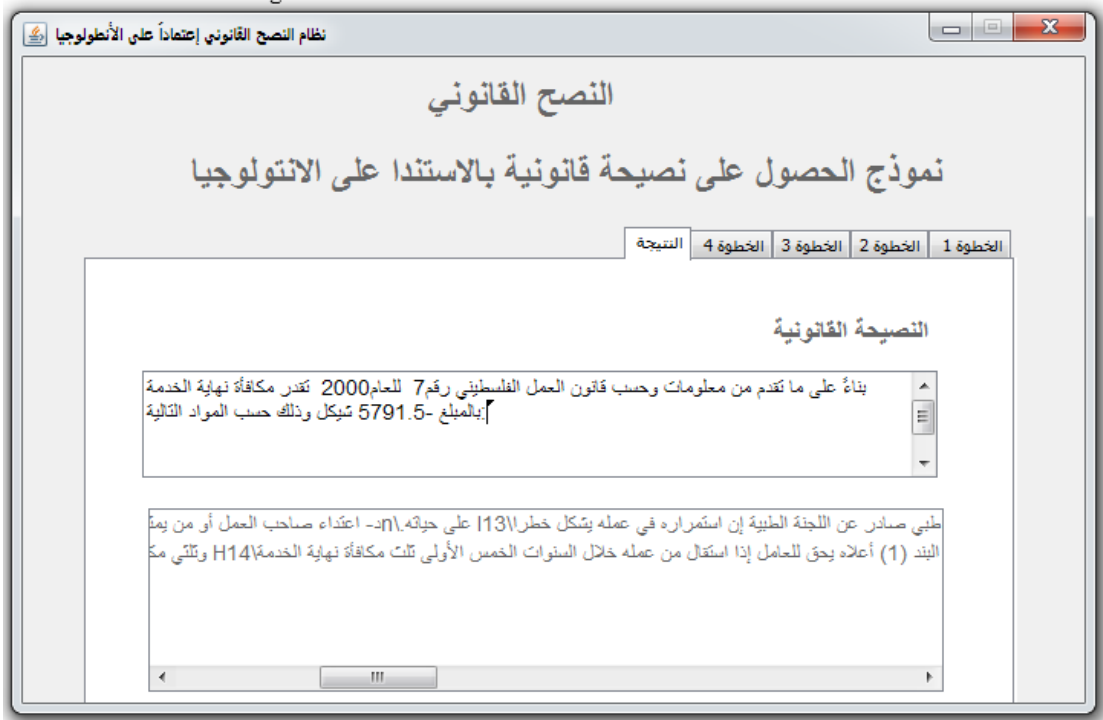 نظام النصح القانوني إعتماداً على الأنطولوجيا
النصح القانوني
نموذج الحصول على نصيحة قانونية بالاستندا على الانتولوجيا
الخطوة 1 الخطوة 2 الخطوة 3 الخطوة 4 النتيجة
النصيحة القانونية
بناءً على ما تقدم من معلومات وحسب قانون العمل الفلسطيني رقم7 للعام2000 تقدر مكافأة نهاية الخدمة
بالمبلغ -5791.5 شيكل وذلك حسب المواد التالية:
طبي صادر عن اللجنة الطبية إن استمراره في عمله يشكل خطرا\I13 على حياته.\nد- اعتداء صاحب العمل أو من
البند (1) أعلاه يحق للعامل إذا استقال من عمله خلال السنوات الخمس الأولى ثلث مكافأة نهاية الخدمة\H14 وثلثي